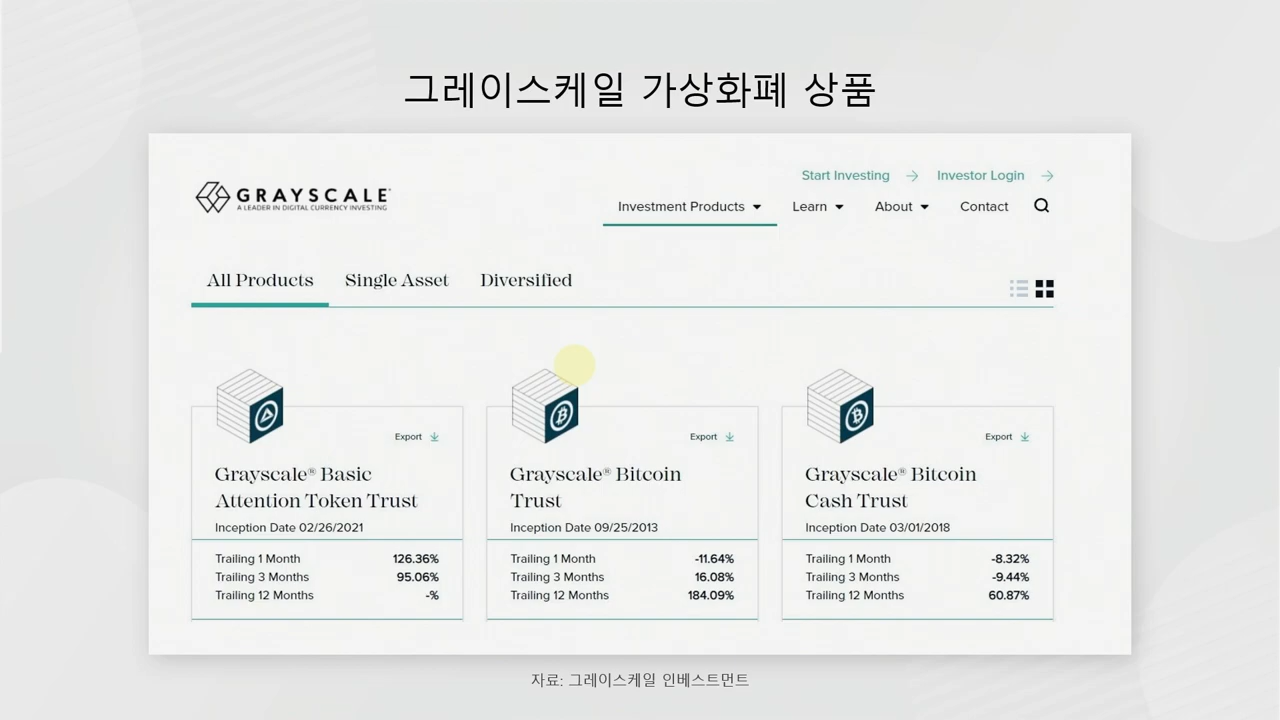 그레이스케일 가상화폐 상품
Start Investing
Investor Login
GRAYSCALE
A LEADER IN DIGITAL CURRENCY INVESTING
Investment Products
Learn
About
Contact
All Products
Single Asset
Diversified
Export
Grayscale® Basic
Attention Token Trust
Inception Date 02/26/2021
Trailing 1 Month 126.36%
Trailing 3 Months 95.06%
Trailing 12 Months -%
Export
Grayscale® Bitcoin
Trust
Inception Date 09/25/2013
Trailing 1 Month -11.64%
Trailing 3 Months 16.08%
Trailing 12 Months 184.09%
Export
Grayscale® Bitcoin
Cash Trust
Inception Date 03/01/2018
Trailing 1 Month -8.32%
Trailing 3 Months -9.44%
Trailing 12 Months 60.87%
자료: 그레이스케일 인베스트먼트